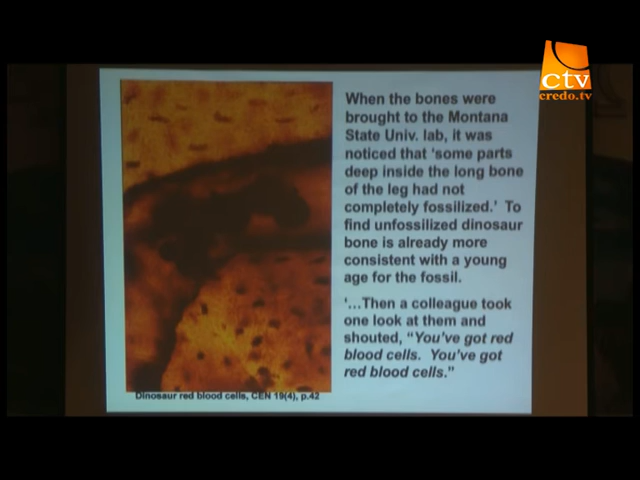 ctv
credo.tv
When the bones were
brought to the Montana
State Univ. lab, it was
noticed that 'some parts
deep inside the long bone
of the leg had not
completely fossilized.' To
find unfossilized dinosaur
bone is already more
consistent with a young
age for the fossil.
'...Then a colleague took
one look at them and
shouted, "You've got red
blood cells. You've got
red blood cells."
Dinosaur red blood cells, CEN 19(4), p.42